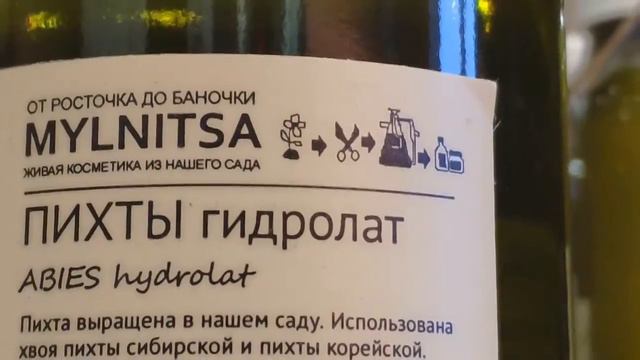 ОТ РОСТОЧКА ДО БАНОЧКИ
MYLNITSA
ЖИВАЯ КОСМЕТИКА ИЗ НАШЕГО САДА
ПИХТЫ гидролат
ABIES hydrolat
Пихта выращена в нашем саду. Использована
хвоя пихты сибирской и пихты корейской.